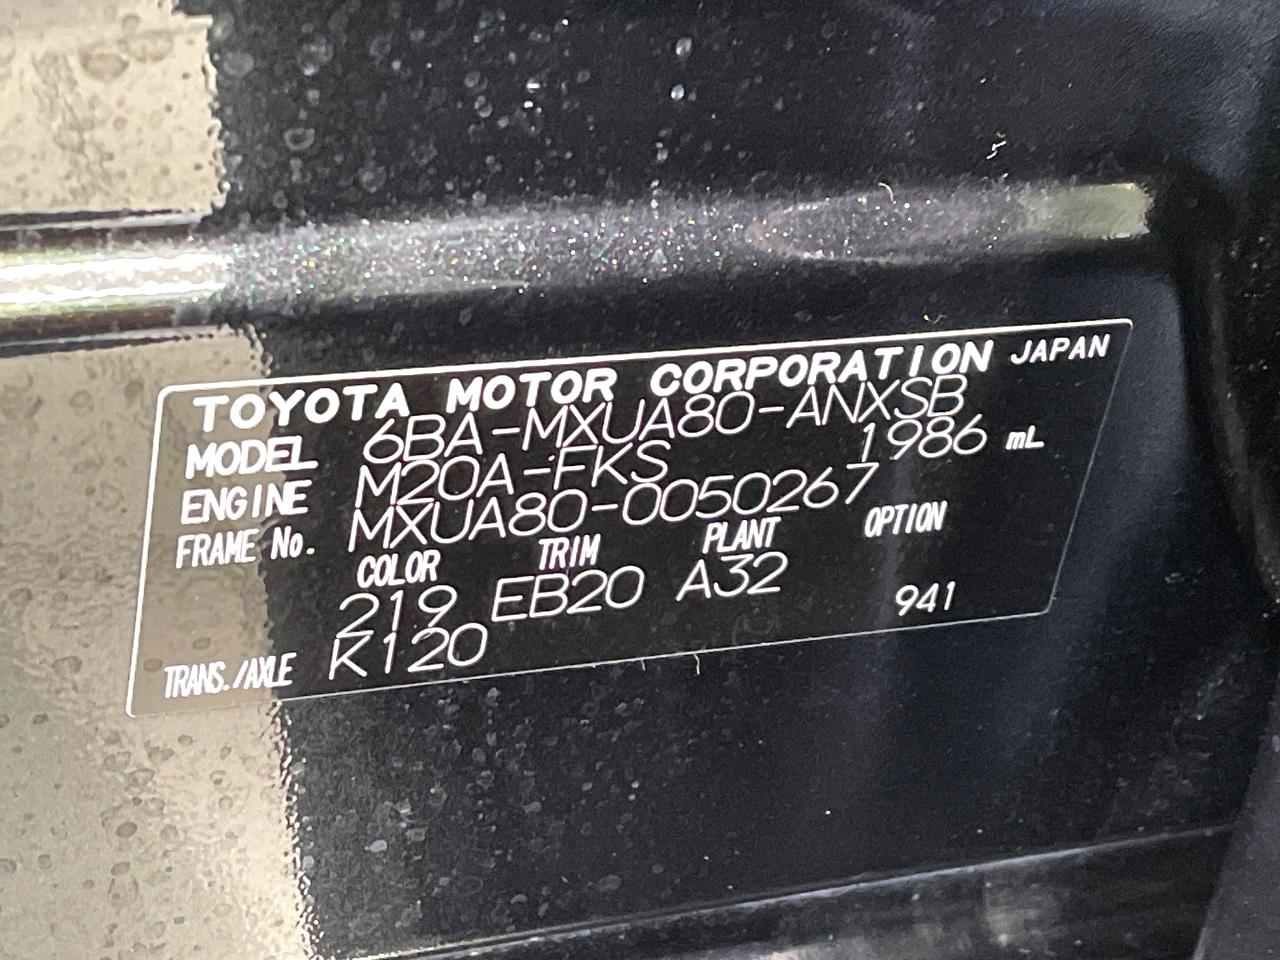 TOYOTA MOTOR CORPORATION JAPAN
MODEL 6BA-MXUA80-ANXSB
ENGINE M20A-FKS 1986 mL
FRAME No. MXUA80-0050267
COLOR TRIM PLANT OPTION
219 EB20 A32
TRANS./AXLE K120 941